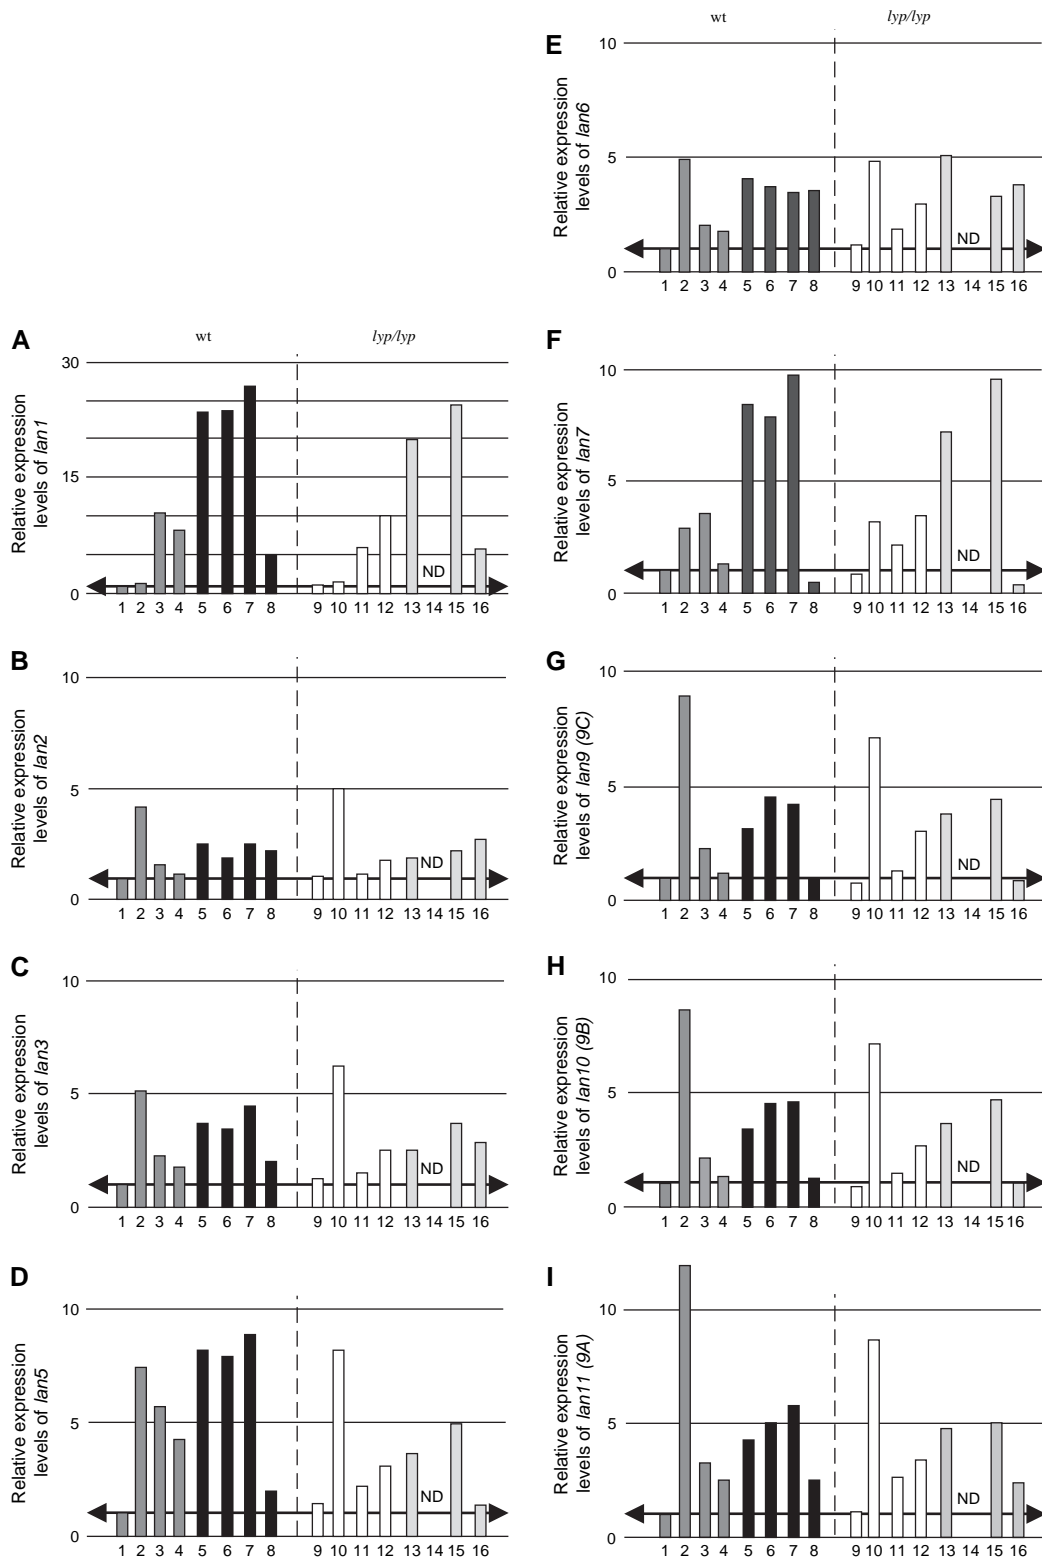 A
wt
lyp/lyp
Relative expression
levels of lan1
30
15
0
ND
1 2 3 4 5 6 7 8 9 10 11 12 13 14 15 16
B
Relative expression
levels of lan2
10
5
0
ND
1 2 3 4 5 6 7 8 9 10 11 12 13 14 15 16
C
Relative expression
levels of lan3
10
5
0
ND
1 2 3 4 5 6 7 8 9 10 11 12 13 14 15 16
D
Relative expression
levels of lan5
10
5
0
ND
1 2 3 4 5 6 7 8 9 10 11 12 13 14 15 16
wt
lyp/lyp
E
Relative expression
levels of lan6
10
5
0
ND
1 2 3 4 5 6 7 8 9 10 11 12 13 14 15 16
F
Relative expression
levels of lan7
10
5
0
ND
1 2 3 4 5 6 7 8 9 10 11 12 13 14 15 16
G
Relative expression
levels of lan9 (9C)
10
5
0
ND
1 2 3 4 5 6 7 8 9 10 11 12 13 14 15 16
H
Relative expression
levels of lan10 (9B)
10
5
0
ND
1 2 3 4 5 6 7 8 9 10 11 12 13 14 15 16
I
Relative expression
levels of lan11 (9A)
10
5
0
ND
1 2 3 4 5 6 7 8 9 10 11 12 13 14 15 16